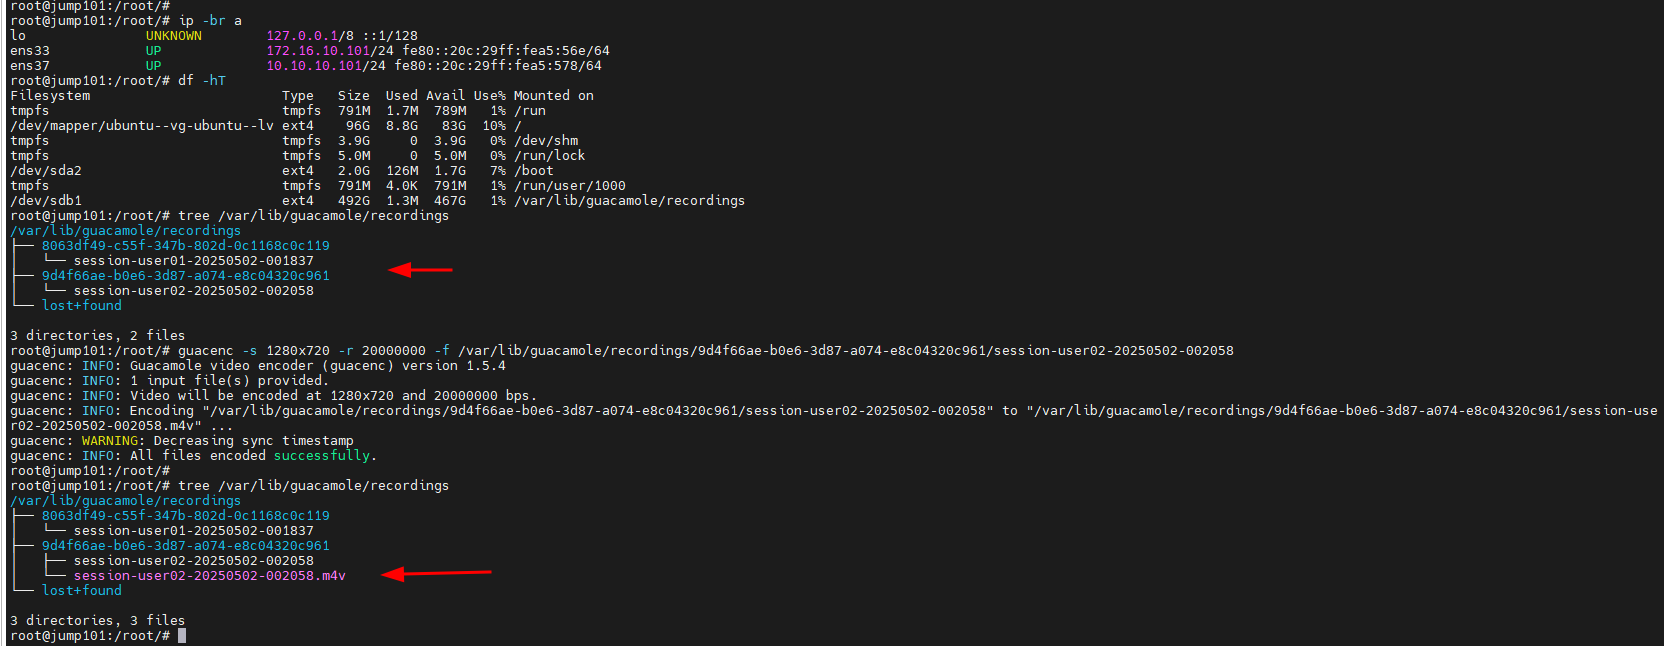 root@jump101:/root/#
root@jump101:/root/# ip -br a
lo               UNKNOWN        127.0.0.1/8 ::1/128
ens33            UP             172.16.10.101/24 fe80::20c:29ff:fea5:56e/64
ens37            UP             10.10.10.101/24 fe80::20c:29ff:fea5:578/64
root@jump101:/root/# df -hT
Filesystem                        Type   Size  Used Avail Use% Mounted on
tmpfs                             tmpfs  791M  1.7M  789M   1% /run
/dev/mapper/ubuntu--vg-ubuntu--lv ext4    96G  8.8G   83G  10% /
tmpfs                             tmpfs  3.9G     0  3.9G   0% /dev/shm
tmpfs                             tmpfs  5.0M     0  5.0M   0% /run/lock
/dev/sda2                         ext4   2.0G  126M  1.7G   7% /boot
tmpfs                             tmpfs  791M  4.0K  791M   1% /run/user/1000
/dev/sdb1                         ext4   492G  1.3M  467G   1% /var/lib/guacamole/recordings
root@jump101:/root/# tree /var/lib/guacamole/recordings
/var/lib/guacamole/recordings
├── 8063df49-c55f-347b-802d-0c1168c0c119
│   └── session-user01-20250502-001837
├── 9d4f66ae-b0e6-3d87-a074-e8c04320c961
│   └── session-user02-20250502-002058
└── lost+found
3 directories, 2 files
root@jump101:/root/# guacenc -s 1280x720 -r 20000000 -f /var/lib/guacamole/recordings/9d4f66ae-b0e6-3d87-a074-e8c04320c961/session-user02-20250502-002058
guacenc: INFO: Guacamole video encoder (guacenc) version 1.5.4
guacenc: INFO: 1 input file(s) provided.
guacenc: INFO: Video will be encoded at 1280x720 and 20000000 bps.
guacenc: INFO: Encoding "/var/lib/guacamole/recordings/9d4f66ae-b0e6-3d87-a074-e8c04320c961/session-user02-20250502-002058" to "/var/lib/guacamole/recordings/9d4f66ae-b0e6-3d87-a074-e8c04320c961/session-use
r02-20250502-002058.m4v" ...
guacenc: WARNING: Decreasing sync timestamp
guacenc: INFO: All files encoded successfully.
root@jump101:/root/#
root@jump101:/root/# tree /var/lib/guacamole/recordings
/var/lib/guacamole/recordings
├── 8063df49-c55f-347b-802d-0c1168c0c119
│   └── session-user01-20250502-001837
├── 9d4f66ae-b0e6-3d87-a074-e8c04320c961
│   ├── session-user02-20250502-002058
│   └── session-user02-20250502-002058.m4v
└── lost+found
3 directories, 3 files
root@jump101:/root/#